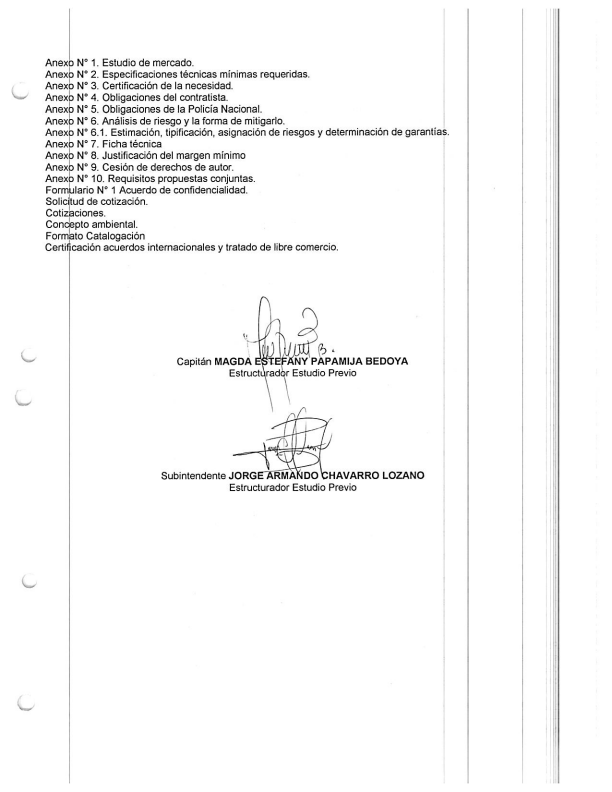 Anexo N° 1. Estudio de mercado.
Anexo N° 2. Especificaciones técnicas mínimas requeridas.
Anexo N° 3. Certificación de la necesidad.
Anexo N° 4. Obligaciones del contratista.
Anexo N° 5. Obligaciones de la Policía Nacional.
Anexo N° 6. Análisis de riesgo y la forma de mitigarlo.
Anexo N° 6.1. Estimación, tipificación, asignación de riesgos y determinación de garantías.
Anexo N° 7. Ficha técnica
Anexo N° 8. Justificación del margen mínimo
Anexo N° 9. Cesión de derechos de autor.
Anexo N° 10. Requisitos propuestas conjuntas.
Formulario N° 1 Acuerdo de confidencialidad.
Solicitud de cotización.
Cotizaciones.
Concepto ambiental.
Formato Catalogación
Certificación acuerdos internacionales y tratado de libre comercio.
Capitán MAGDA ESTEFANY PAPAMIJA BEDOYA
Estructurador Estudio Previo
Subintendente JORGE ARMANDO CHAVARRO LOZANO
Estructurador Estudio Previo